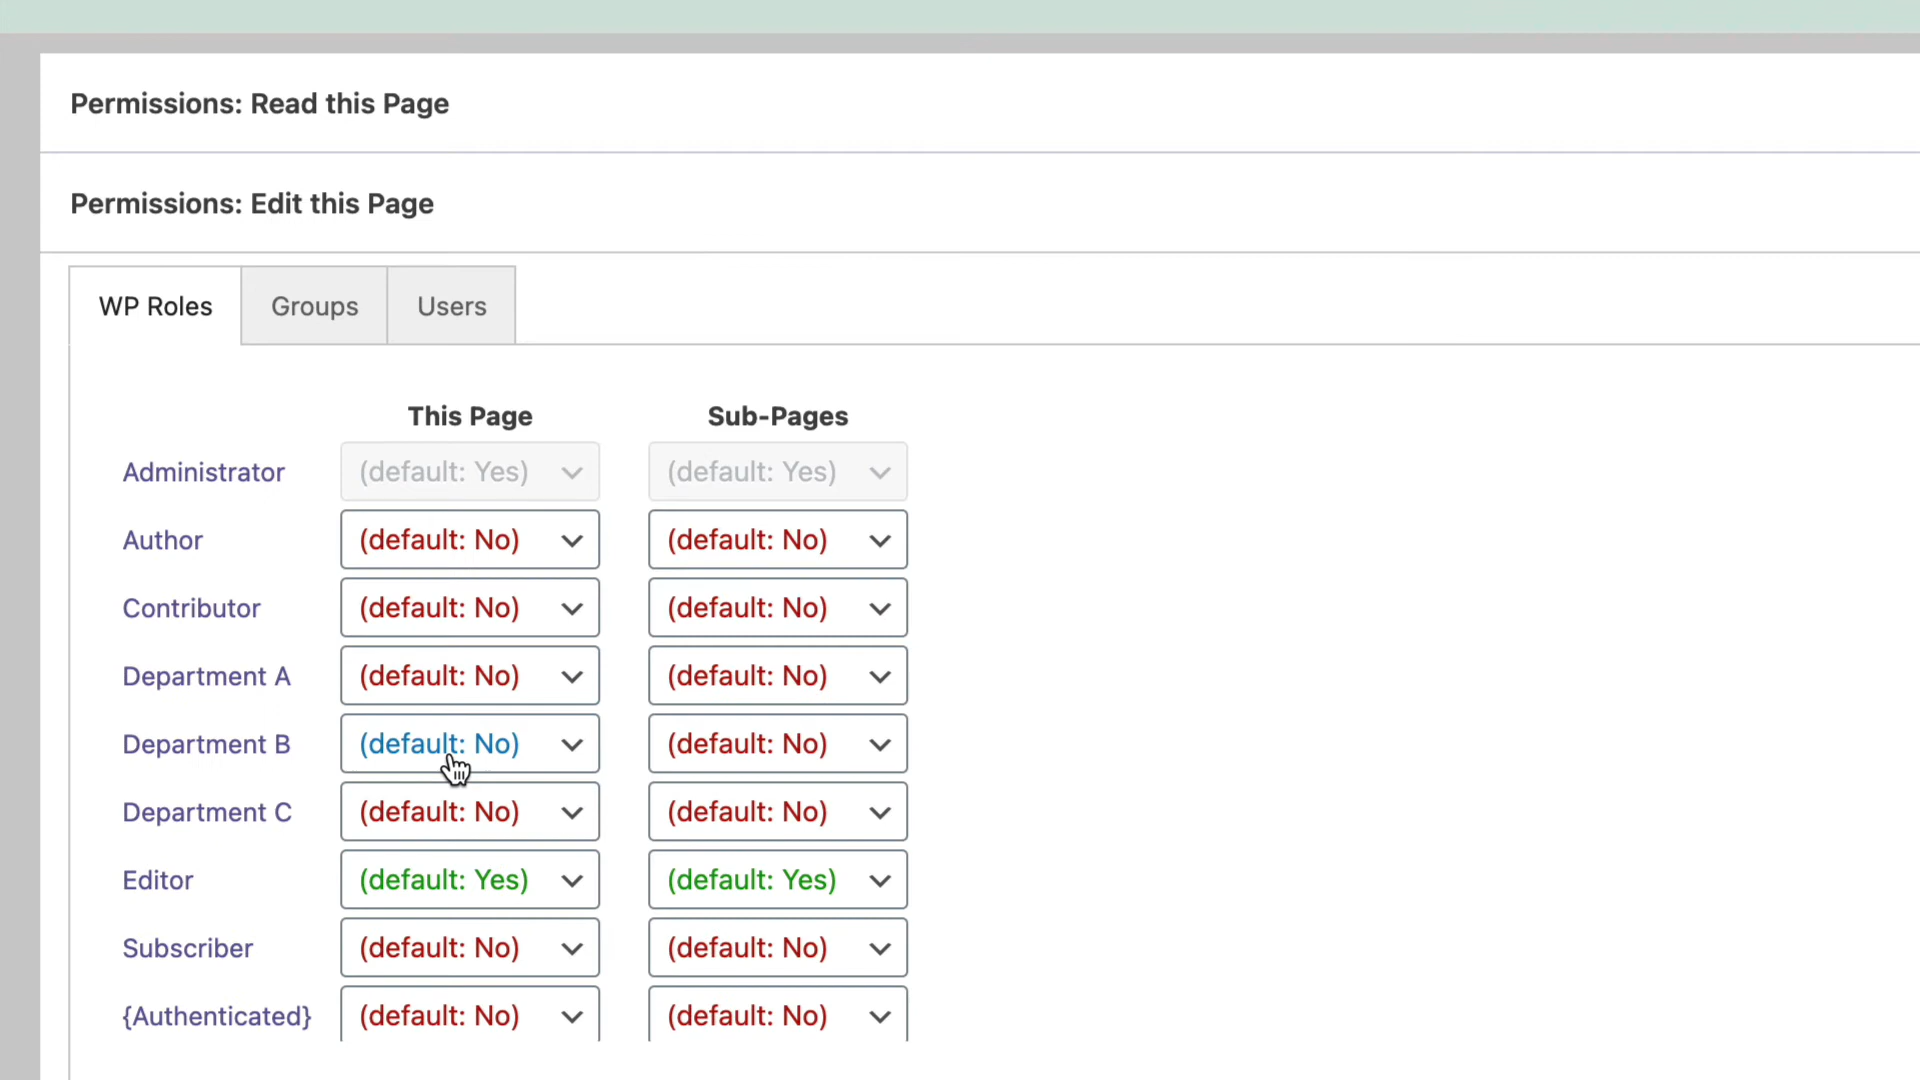 Permissions: Read this Page
Permissions: Edit this Page
WP Roles Groups Users
This Page Sub-Pages
Administrator (default: Yes) (default: Yes)
Author (default: No) (default: No)
Contributor (default: No) (default: No)
Department A (default: No) (default: No)
Department B (default: No) (default: No)
Department C (default: No) (default: No)
Editor (default: Yes) (default: Yes)
Subscriber (default: No) (default: No)
{Authenticated} (default: No) (default: No)